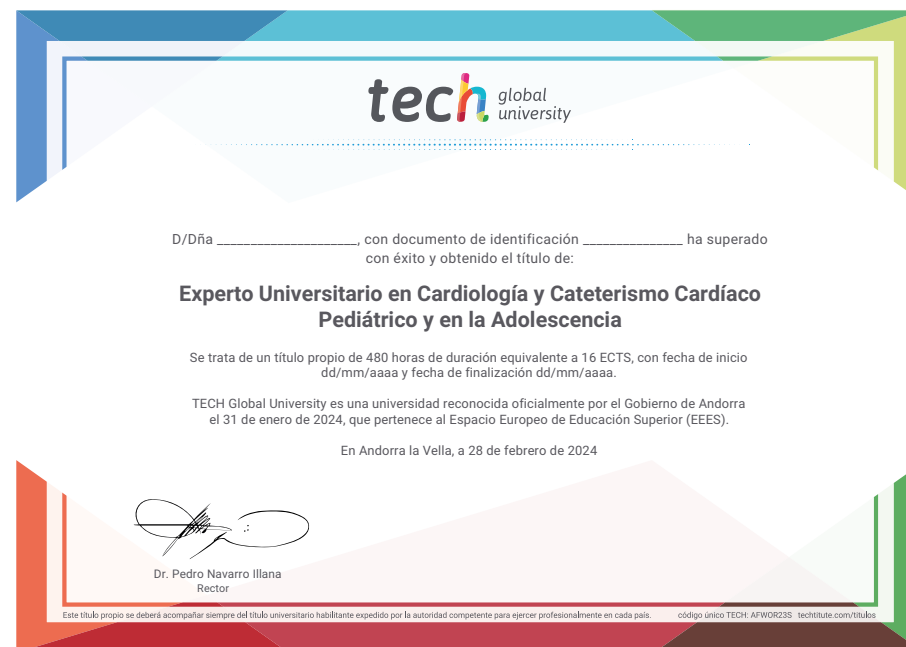 tech global university
D/Dña _____________________, con documento de identificación _______________ ha superado
con éxito y obtenido el título de:
Experto Universitario en Cardiología y Cateterismo Cardíaco
Pediátrico y en la Adolescencia
Se trata de un título propio de 480 horas de duración equivalente a 16 ECTS, con fecha de inicio
dd/mm/aaaa y fecha de finalización dd/mm/aaaa.
TECH Global University es una universidad reconocida oficialmente por el Gobierno de Andorra
el 31 de enero de 2024, que pertenece al Espacio Europeo de Educación Superior (EEES).
En Andorra la Vella, a 28 de febrero de 2024
Dr. Pedro Navarro Illana
Rector
Este título propio se deberá acompañar siempre del título universitario habilitante expedido por la autoridad competente para ejercer profesionalmente en cada país. código único TECH: AFWOR23S techtitute.com/titulos